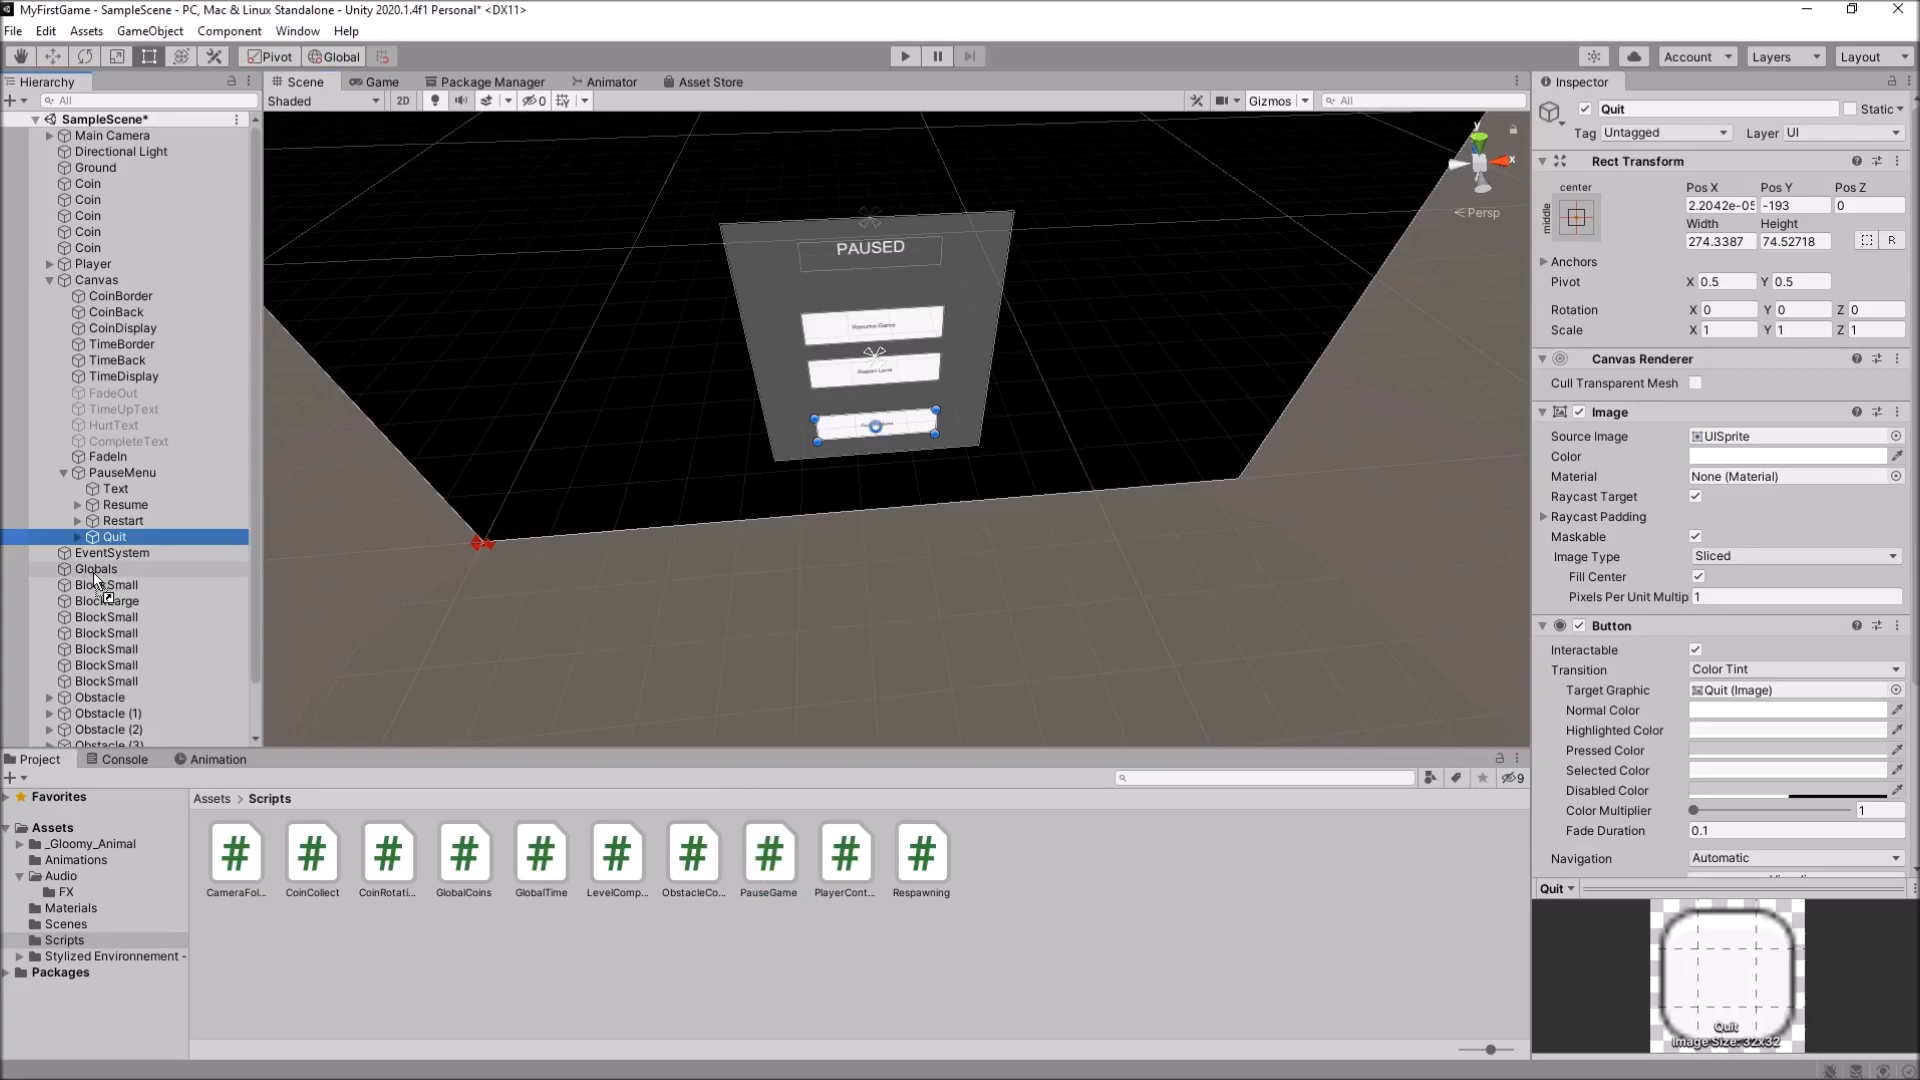 MyFirstGame - SampleScene - PC, Mac & Linux Standalone - Unity 2020.1.4f1 Personal* <DX11>
File Edit Assets GameObject Component Window Help
Pivot Global Account Layers Layout
Hierarchy
All
SampleScene*
Main Camera
Directional Light
Ground
Coin
Coin
Coin
Coin
Coin
Player
Canvas
CoinBorder
CoinBack
CoinDisplay
TimeBorder
TimeBack
TimeDisplay
FadeOut
TimeUpText
HurtText
CompleteText
FadeIn
PauseMenu
Text
Resume
Restart
Quit
EventSystem
Globals
BlockSmall
BlockLarge
BlockSmall
BlockSmall
BlockSmall
BlockSmall
BlockSmall
Obstacle
Obstacle (1)
Obstacle (2)
Obstacle (3)
Scene Game Package Manager Animator Asset Store
Shaded 2D 0 Gizmos All
y
x
< Persp
PAUSED
Resume Game
Restart Level
Inspector
Quit Static
Tag Untagged Layer UI
Rect Transform
center
middle
Pos X Pos Y Pos Z
2.2042e-05 -193 0
Width Height
274.3387 74.52718 R
Anchors
Pivot X 0.5 Y 0.5
Rotation X 0 Y 0 Z 0
Scale X 1 Y 1 Z 1
Canvas Renderer
Cull Transparent Mesh
Image
Source Image UISprite
Color
Material None (Material)
Raycast Target
Raycast Padding
Maskable
Image Type Sliced
Fill Center
Pixels Per Unit Multip 1
Button
Interactable
Transition Color Tint
Target Graphic Quit (Image)
Normal Color
Highlighted Color
Pressed Color
Selected Color
Disabled Color
Color Multiplier 1
Fade Duration 0.1
Navigation Automatic
Quit
Quit
Image Size: 32x32
Project Console Animation
9
Favorites
Assets
_Gloomy_Animal
Animations
Audio
FX
Materials
Scenes
Scripts
Stylized Environnement -
Packages
Assets > Scripts
# # # # # # # # # #
CameraFol... CoinCollect CoinRotati... GlobalCoins GlobalTime LevelComp... ObstacleCo... PauseGame PlayerCont... Respawning